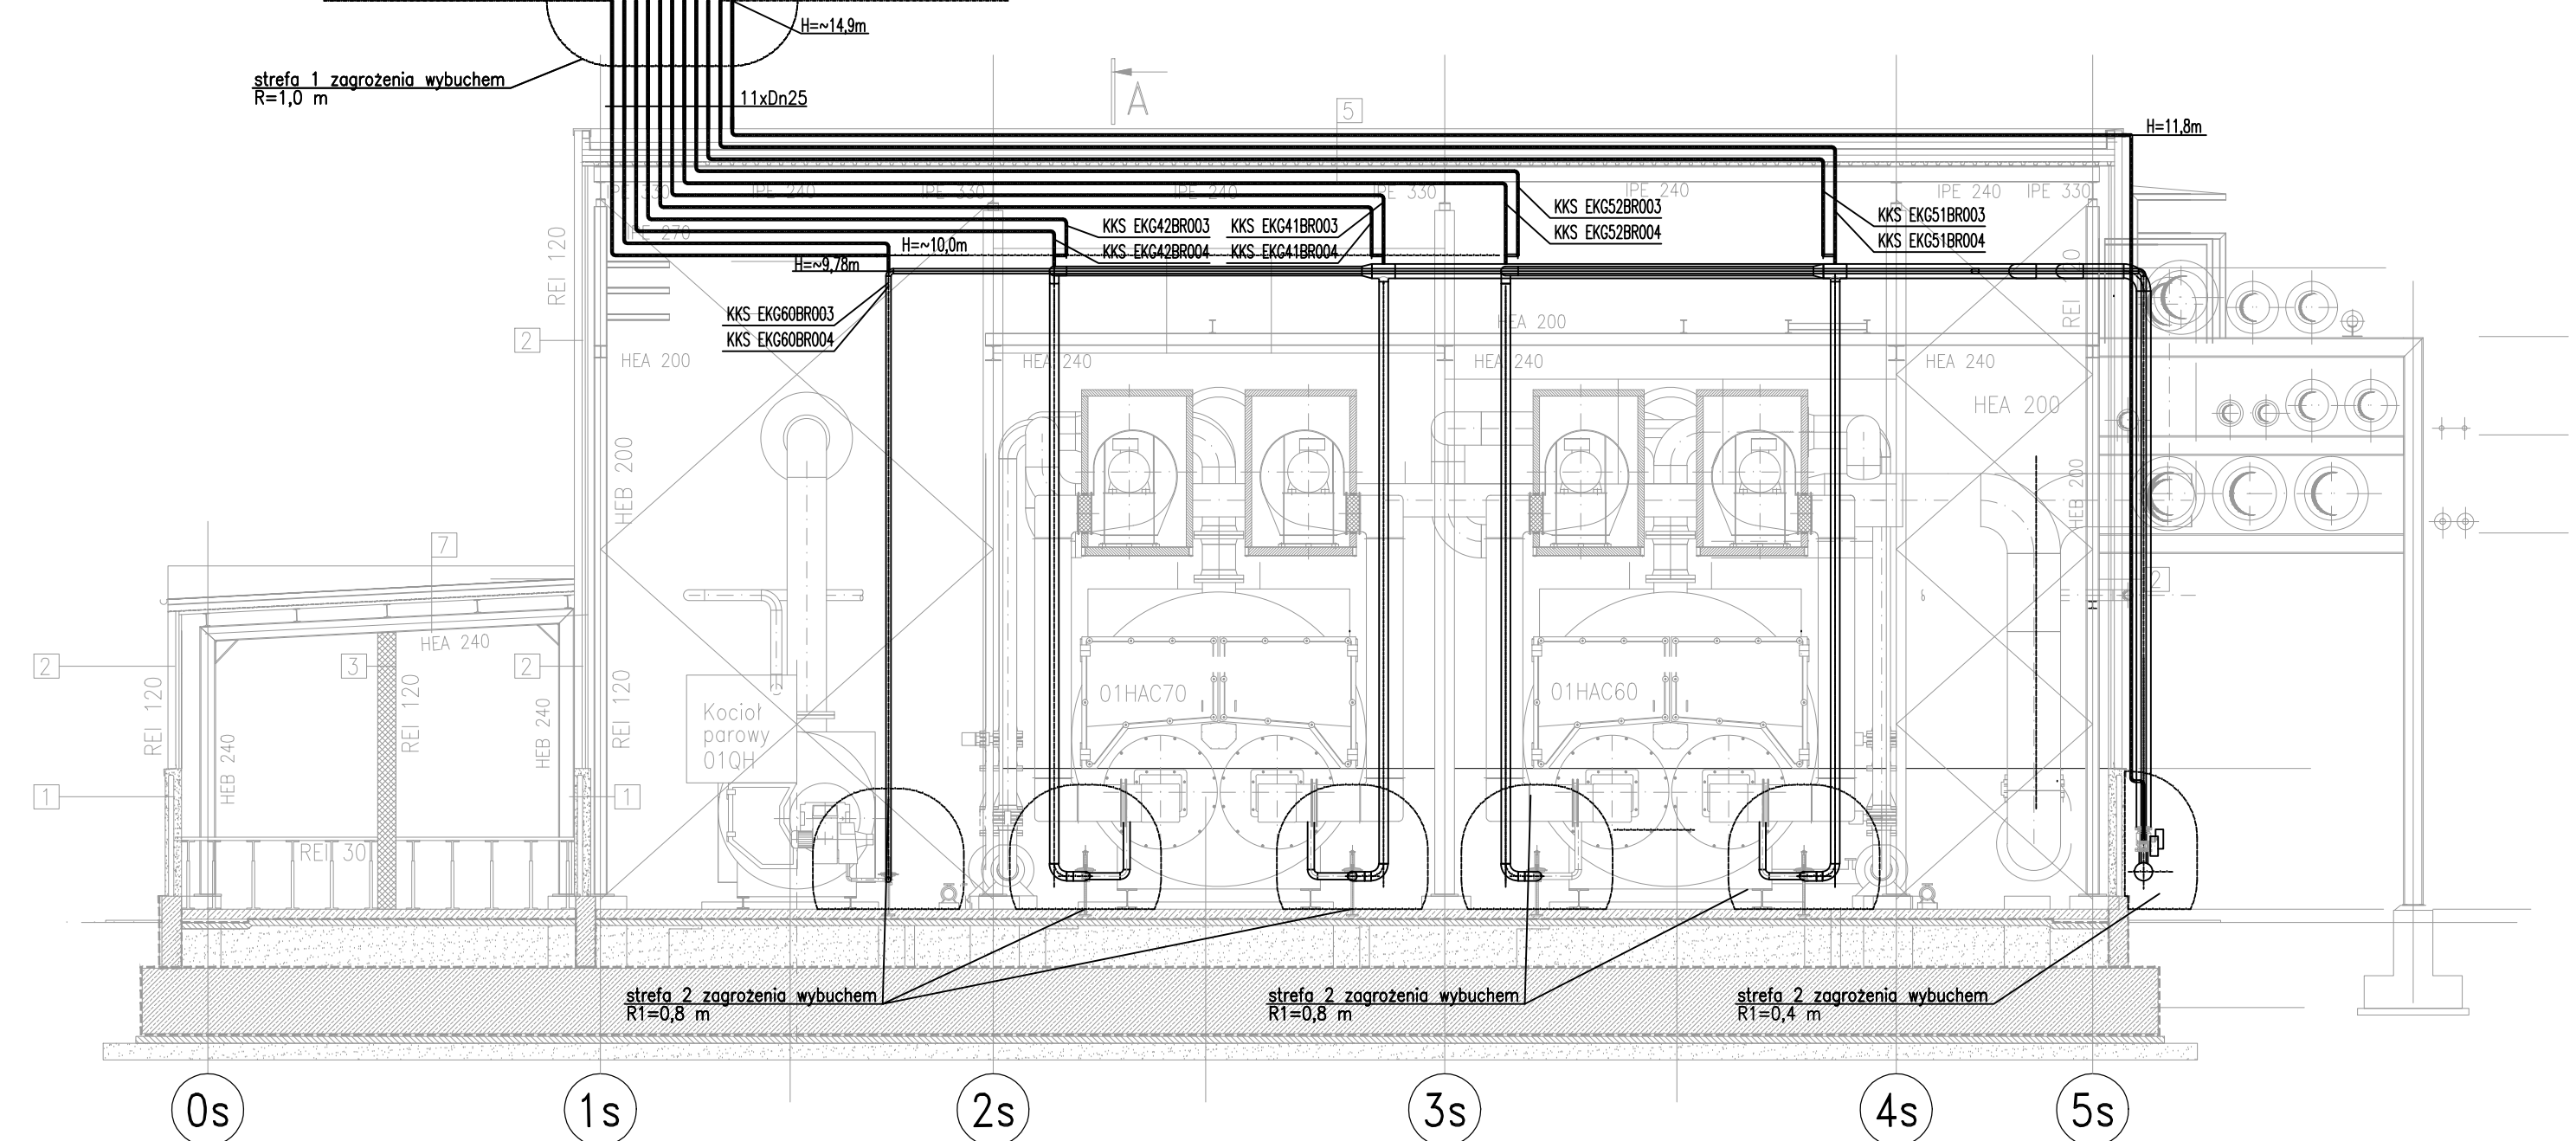 H=~14,9m
strefa 1 zagrożenia wybuchem
R=1,0 m
11xDn25
A
5
H=11,8m
IPE 330
IPE 240
IPE 330
IPE 240
IPE 330
IPE 240
IPE 240
IPE 330
KKS EKG52BR003
KKS EKG52BR004
KKS EKG51BR003
KKS EKG51BR004
KKS EKG42BR003
KKS EKG42BR004
KKS EKG41BR003
KKS EKG41BR004
IPE 270
H=~10,0m
H=~9,78m
REI 120
REI 120
KKS EKG60BR003
KKS EKG60BR004
HEA 200
2
HEA 200
HEA 240
HEA 240
HEA 240
HEA 200
HEB 200
HEB 200
7
2
HEA 240
2
3
2
REI 120
REI 120
HEB 240
REI 120
HEB 240
01HAC70
01HAC60
Kocioł
parowy
01QH
1
1
REI 30
strefa 2 zagrożenia wybuchem
R1=0,8 m
strefa 2 zagrożenia wybuchem
R1=0,8 m
strefa 2 zagrożenia wybuchem
R1=0,4 m
0s
1s
2s
3s
4s
5s